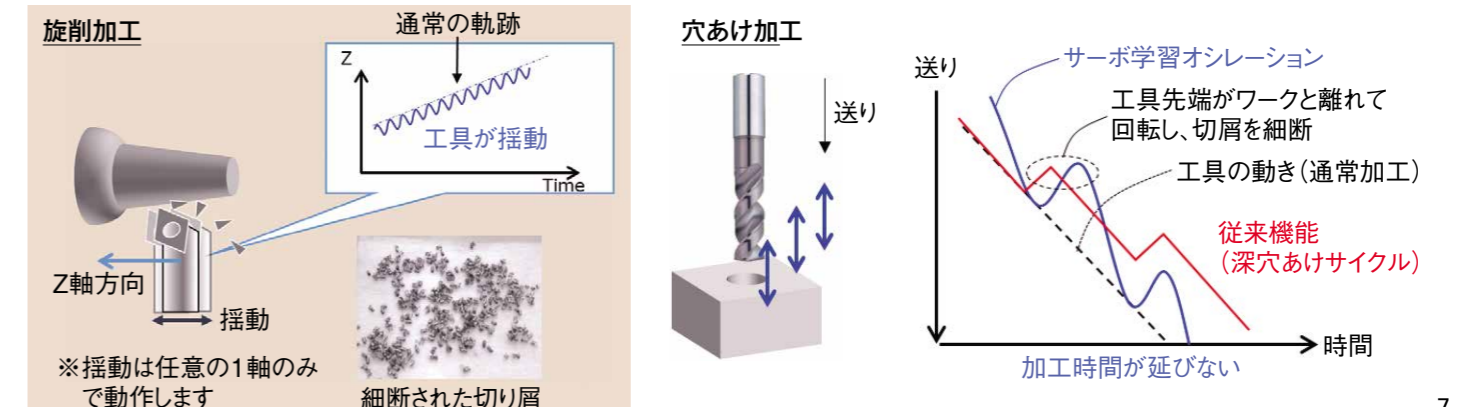 旋削加工
通常の軌跡
Z
工具が揺動
Time
Z軸方向
揺動
※揺動は任意の1軸のみ
で動作します
細断された切り屑
穴あけ加工
送り
送り
サーボ学習オシレーション
工具先端がワークと離れて
回転し、切屑を細断
工具の動き(通常加工)
従来機能
(深穴あけサイクル)
時間
加工時間が延びない
7